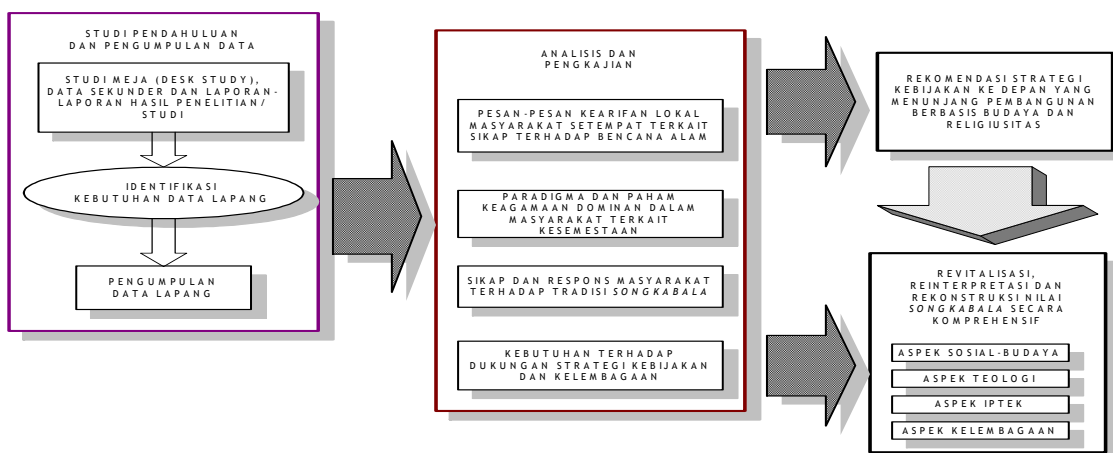 STUDI PENDAHULUAN
DAN PENGUMPULAN DATA
STUDI MEJA (DESK STUDY),
DATA SEKUNDER DAN LAPORAN-
LAPORAN HASIL PENELITIAN/
STUDI
IDENTIFIKASI
KEBUTUHAN DATA LAPANG
PENGUMPULAN
DATA LAPANG
ANALISIS DAN
PENGKAJIAN
PESAN-PESAN KEARIFAN LOKAL
MASYARAKAT SETEMPAT TERKAIT
SIKAP TERHADAP BENCANA ALAM
PARADIGMA DAN PAHAM
KEAGAMAAN DOMINAN DALAM
MASYARAKAT TERKAIT
KESEMESTAAN
SIKAP DAN RESPONS MASYARAKAT
TERHADAP TRADISI SONGKABALA
KEBUTUHAN TERHADAP
DUKUNGAN STRATEGI KEBIJAKAN
DAN KELEMBAGAAN
REKOMENDASI STRATEGI
KEBIJAKAN KE DEPAN YANG
MENUNJANG PEMBANGUNAN
BERBASIS BUDAYA DAN
RELIGIUSITAS
REVITALISASI,
REINTERPRETASI DAN
REKONSTRUKSI NILAI
SONGKABALA SECARA
KOMPREHENSIF
ASPEK SOSIAL-BUDAYA
ASPEK TEOLOGI
ASPEK IPTEK
ASPEK KELEMBAGAAN